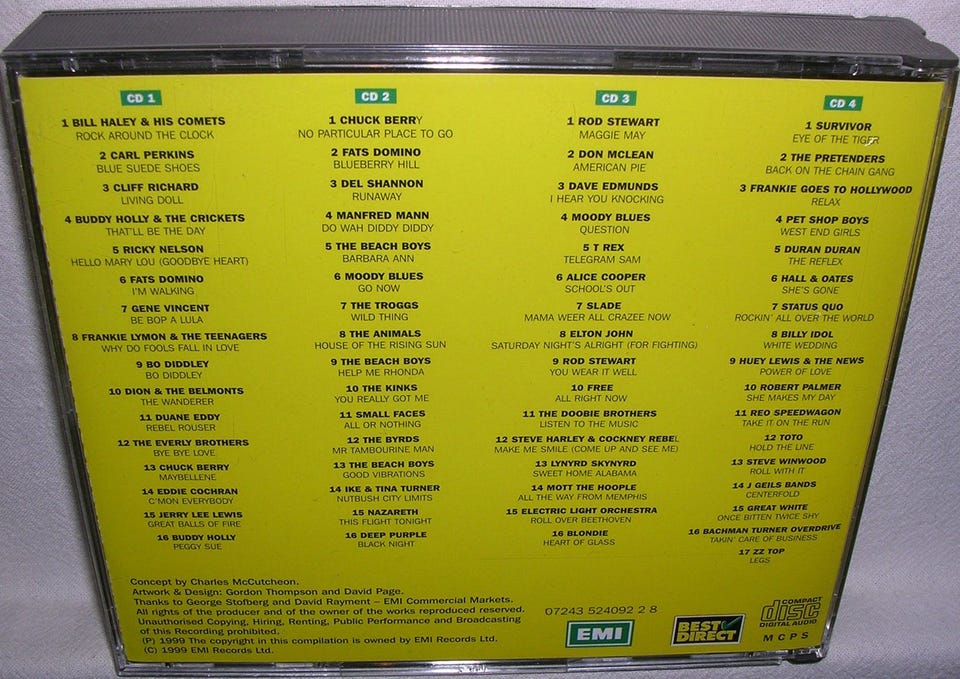 CD 1
1 BILL HALEY & HIS COMETS
ROCK AROUND THE CLOCK
2 CARL PERKINS
BLUE SUEDE SHOES
3 CLIFF RICHARD
LIVING DOLL
4 BUDDY HOLLY & THE CRICKETS
THAT'LL BE THE DAY
5 RICKY NELSON
HELLO MARY LOU (GOODBYE HEART)
6 FATS DOMINO
I'M WALKING
7 GENE VINCENT
BE BOP A LULA
8 FRANKIE LYMON & THE TEENAGERS
WHY DO FOOLS FALL IN LOVE
9 BO DIDDLEY
BO DIDDLEY
10 DION & THE BELMONTS
THE WANDERER
11 DUANE EDDY
REBEL ROUSER
12 THE EVERLY BROTHERS
BYE BYE LOVE
13 CHUCK BERRY
MAYBELLENE
14 EDDIE COCHRAN
C'MON EVERYBODY
15 JERRY LEE LEWIS
GREAT BALLS OF FIRE
16 BUDDY HOLLY
PEGGY SUE
CD 2
1 CHUCK BERRY
NO PARTICULAR PLACE TO GO
2 FATS DOMINO
BLUEBERRY HILL
3 DEL SHANNON
RUNAWAY
4 MANFRED MANN
DO WAH DIDDY DIDDY
5 THE BEACH BOYS
BARBARA ANN
6 MOODY BLUES
GO NOW
7 THE TROGGS
WILD THING
8 THE ANIMALS
HOUSE OF THE RISING SUN
9 THE BEACH BOYS
HELP ME RHONDA
10 THE KINKS
YOU REALLY GOT ME
11 SMALL FACES
ALL OR NOTHING
12 THE BYRDS
MR TAMBOURINE MAN
13 THE BEACH BOYS
GOOD VIBRATIONS
14 IKE & TINA TURNER
NUTBUSH CITY LIMITS
15 NAZARETH
THIS FLIGHT TONIGHT
16 DEEP PURPLE
BLACK NIGHT
CD 3
1 ROD STEWART
MAGGIE MAY
2 DON MCLEAN
AMERICAN PIE
3 DAVE EDMUNDS
I HEAR YOU KNOCKING
4 MOODY BLUES
QUESTION
5 T REX
TELEGRAM SAM
6 ALICE COOPER
SCHOOL'S OUT
7 SLADE
MAMA WEER ALL CRAZEE NOW
8 ELTON JOHN
SATURDAY NIGHT'S ALRIGHT (FOR FIGHTING)
9 ROD STEWART
YOU WEAR IT WELL
10 FREE
ALL RIGHT NOW
11 THE DOOBIE BROTHERS
LISTEN TO THE MUSIC
12 STEVE HARLEY & COCKNEY REBEL
MAKE ME SMILE (COME UP AND SEE ME)
13 LYNYRD SKYNYRD
SWEET HOME ALABAMA
14 MOTT THE HOOPLE
ALL THE WAY FROM MEMPHIS
15 ELECTRIC LIGHT ORCHESTRA
ROLL OVER BEETHOVEN
16 BLONDIE
HEART OF GLASS
CD 4
1 SURVIVOR
EYE OF THE TIGER
2 THE PRETENDERS
BACK ON THE CHAIN GANG
3 FRANKIE GOES TO HOLLYWOOD
RELAX
4 PET SHOP BOYS
WEST END GIRLS
5 DURAN DURAN
THE REFLEX
6 HALL & OATES
SHE'S GONE
7 STATUS QUO
ROCKIN' ALL OVER THE WORLD
8 BILLY IDOL
WHITE WEDDING
9 HUEY LEWIS & THE NEWS
POWER OF LOVE
10 ROBERT PALMER
SHE MAKES MY DAY
11 REO SPEEDWAGON
TAKE IT ON THE RUN
12 TOTO
HOLD THE LINE
13 STEVE WINWOOD
ROLL WITH IT
14 J GEILS BANDS
CENTERFOLD
15 GREAT WHITE
ONCE BITTEN TWICE SHY
16 BACHMAN TURNER OVERDRIVE
TAKIN' CARE OF BUSINESS
17 ZZ TOP
LEGS
Concept by Charles McCutcheon.
Artwork & Design: Gordon Thompson and David Page.
Thanks to George Stofberg and David Rayment – EMI Commercial Markets.
All rights of the producer and of the owner of the works reproduced reserved.
Unauthorised Copying, Hiring, Renting, Public Performance and Broadcasting
of this Recording prohibited.
(P) 1999 The copyright in this compilation is owned by EMI Records Ltd.
(C) 1999 EMI Records Ltd.
07243 524092 2 8
EMI
BEST
DIRECT
COMPACT
disc
DIGITAL AUDIO
MCPS